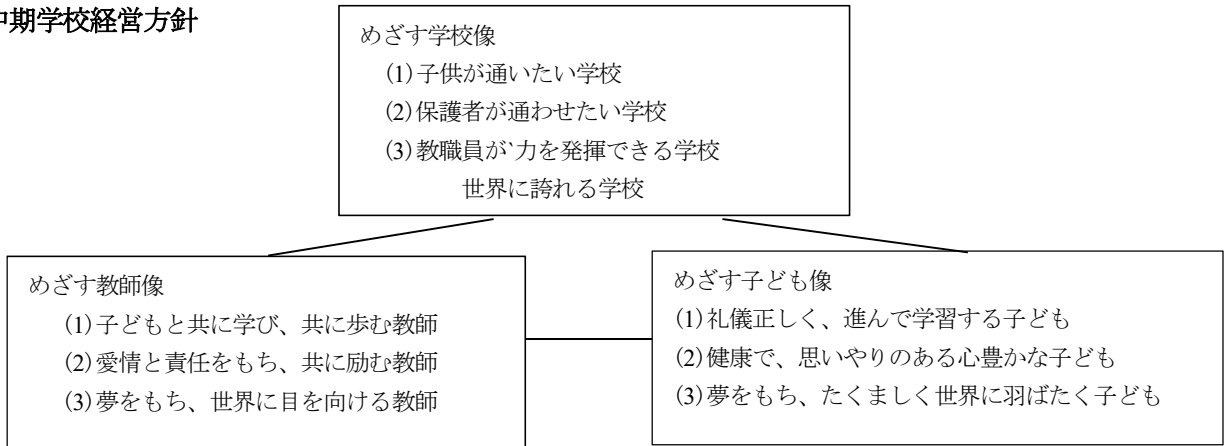 中期学校経営方針
めざす学校像
(1)子供が通いたい学校
(2)保護者が通わせたい学校
(3)教職員が`力を発揮できる学校
世界に誇れる学校
めざす教師像
(1)子どもと共に学び、共に歩む教師
(2)愛情と責任をもち、共に励む教師
(3)夢をもち、世界に目を向ける教師
めざす子ども像
(1)礼儀正しく、進んで学習する子ども
(2)健康で、思いやりのある心豊かな子ども
(3)夢をもち、たくましく世界に羽ばたく子ども